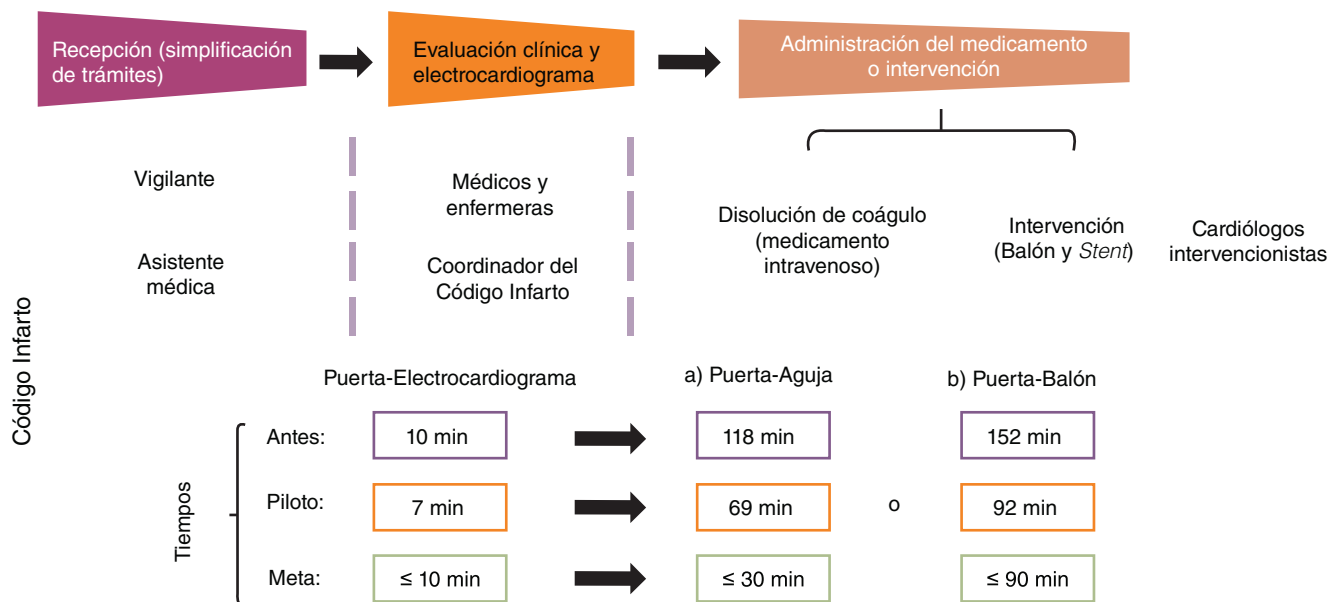 Recepción (simplificación
de trámites)
Evaluación clínica y
electrocardiograma
Administración del medicamento
o intervención
Vigilante
Médicos y
enfermeras
Disolución de coágulo
(medicamento
intravenoso)
Intervención
(Balón y Stent)
Cardiólogos
intervencionistas
Asistente
médica
Coordinador del
Código Infarto
Código Infarto
Puerta-Electrocardiograma
a) Puerta-Aguja
b) Puerta-Balón
Tiempos
Antes:
10 min
118 min
152 min
Piloto:
7 min
69 min
o
92 min
Meta:
≤ 10 min
≤ 30 min
≤ 90 min